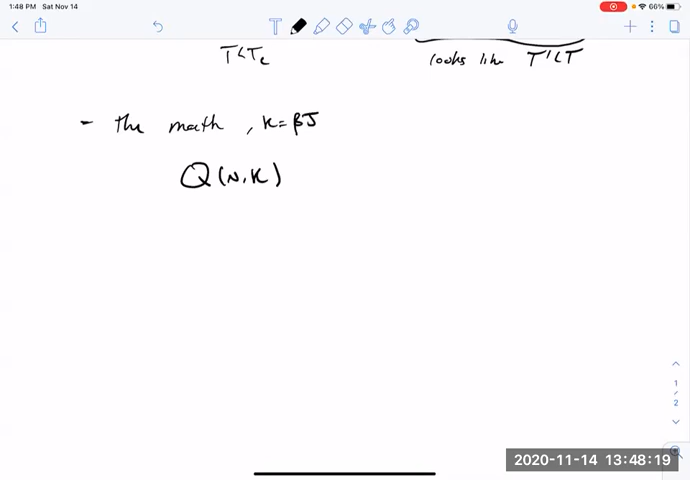 1:48 PM Sat Nov 14
66%
T<Tc looks like T'<T
- the math, K=βJ
Q(N,K)
1
/
2
2020-11-14 13:48:19